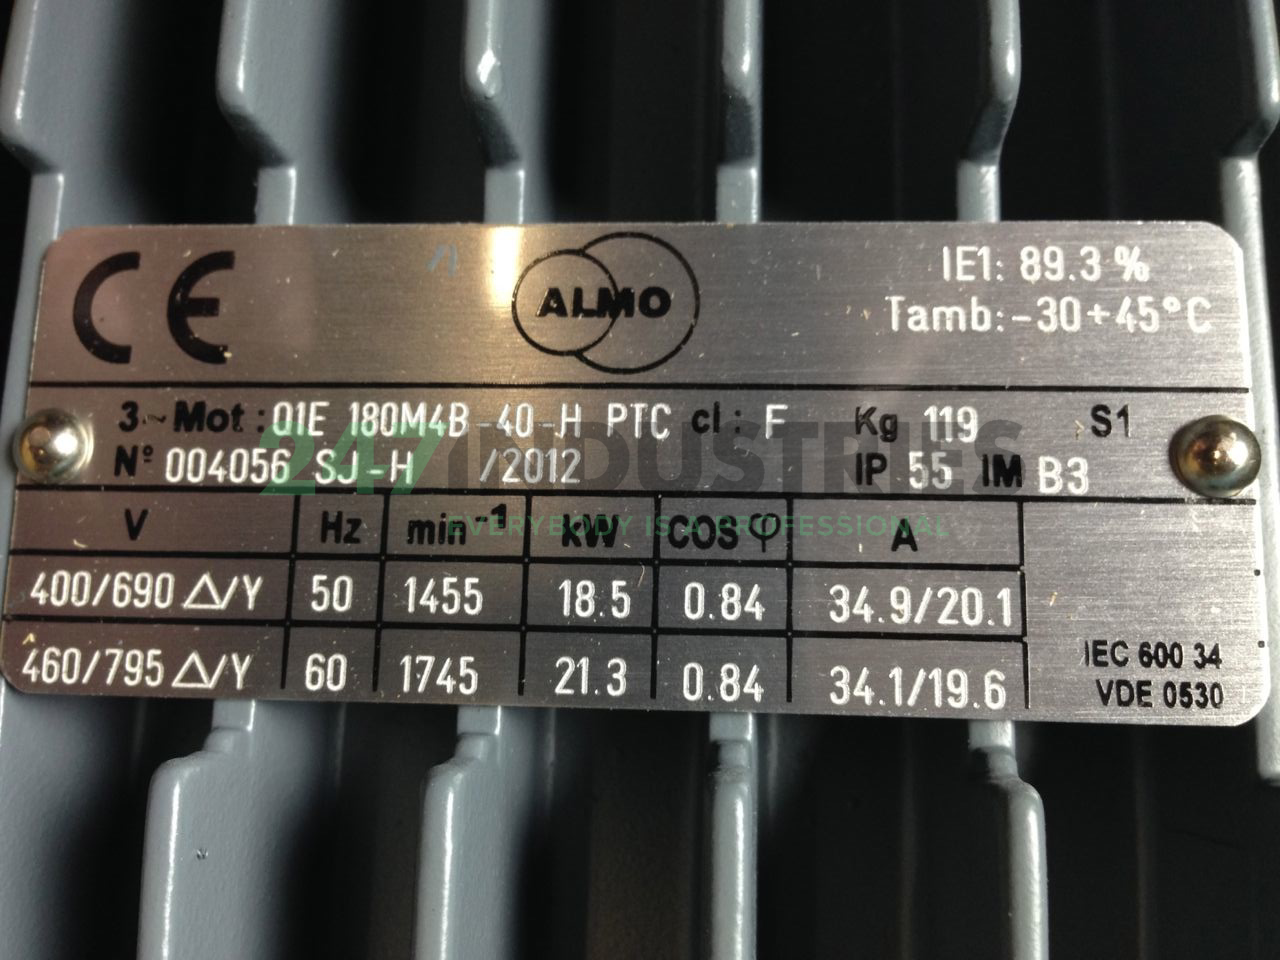 CE
ALMO
IE1: 89.3 %
Tamb: -30 +45°C
3~ Mot: Q1E 180M4B-40-H PTC cl: F Kg 119 S1
Nº 004056 SJ-H /2012 IP 55 IM B3
247 INDUSTRIES
EVERYBODY IS A PROFESSIONAL
V Hz min-1 kW COSφ A
400/690 △/Y 50 1455 18.5 0.84 34.9/20.1
460/795 △/Y 60 1745 21.3 0.84 34.1/19.6
IEC 600 34
VDE 0530